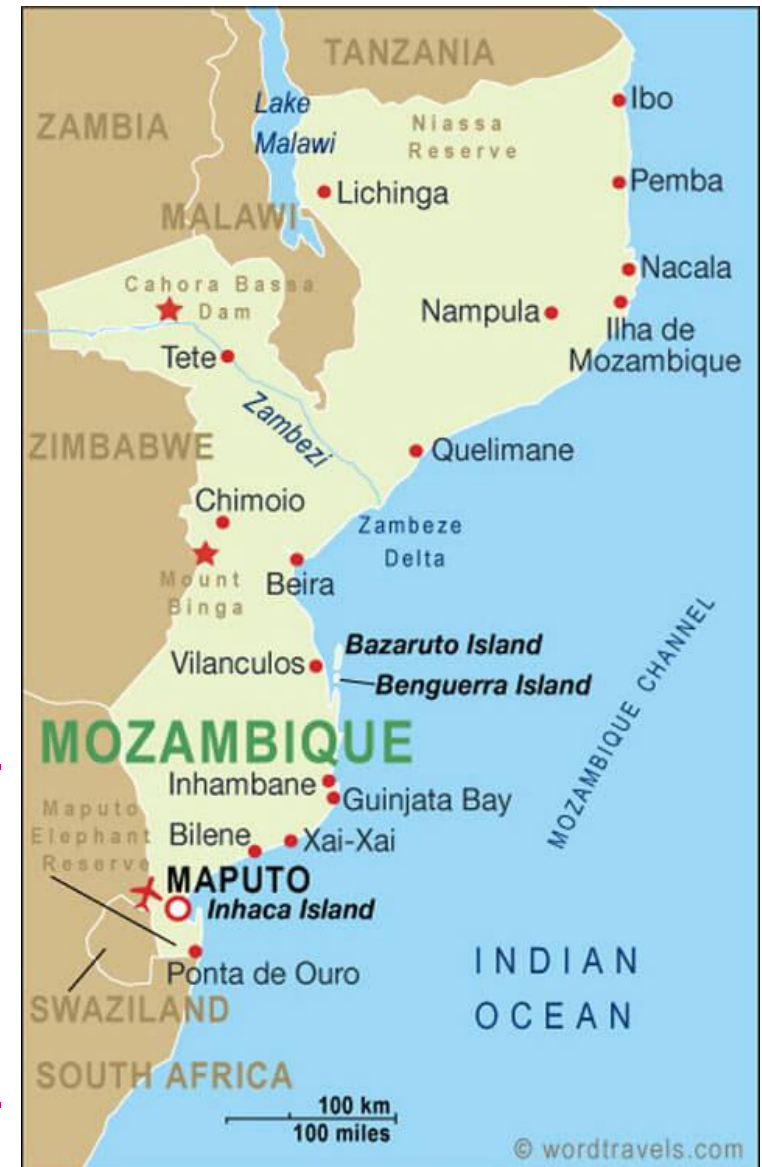 TANZANIA
Ibo
Lake
Malawi
ZAMBIA
Niassa
Reserve
Pemba
Lichinga
MALAWI
Nacala
Cahora Bassa
Dam
Nampula
Ilha de
Mozambique
Tete
Zambezi
ZIMBABWE
Quelimane
Chimoio
Zambeze
Delta
Mount
Binga
Beira
Bazaruto Island
Vilanculos
Benguerra Island
MOZAMBIQUE CHANNEL
MOZAMBIQUE
Inhambane
Guinjata Bay
Maputo
Elephant
Reserve
Bilene
Xai-Xai
MAPUTO
Inhaca Island
INDIAN
OCEAN
Ponta de Ouro
SWAZILAND
SOUTH AFRICA
100 km
100 miles
© wordtravels.com